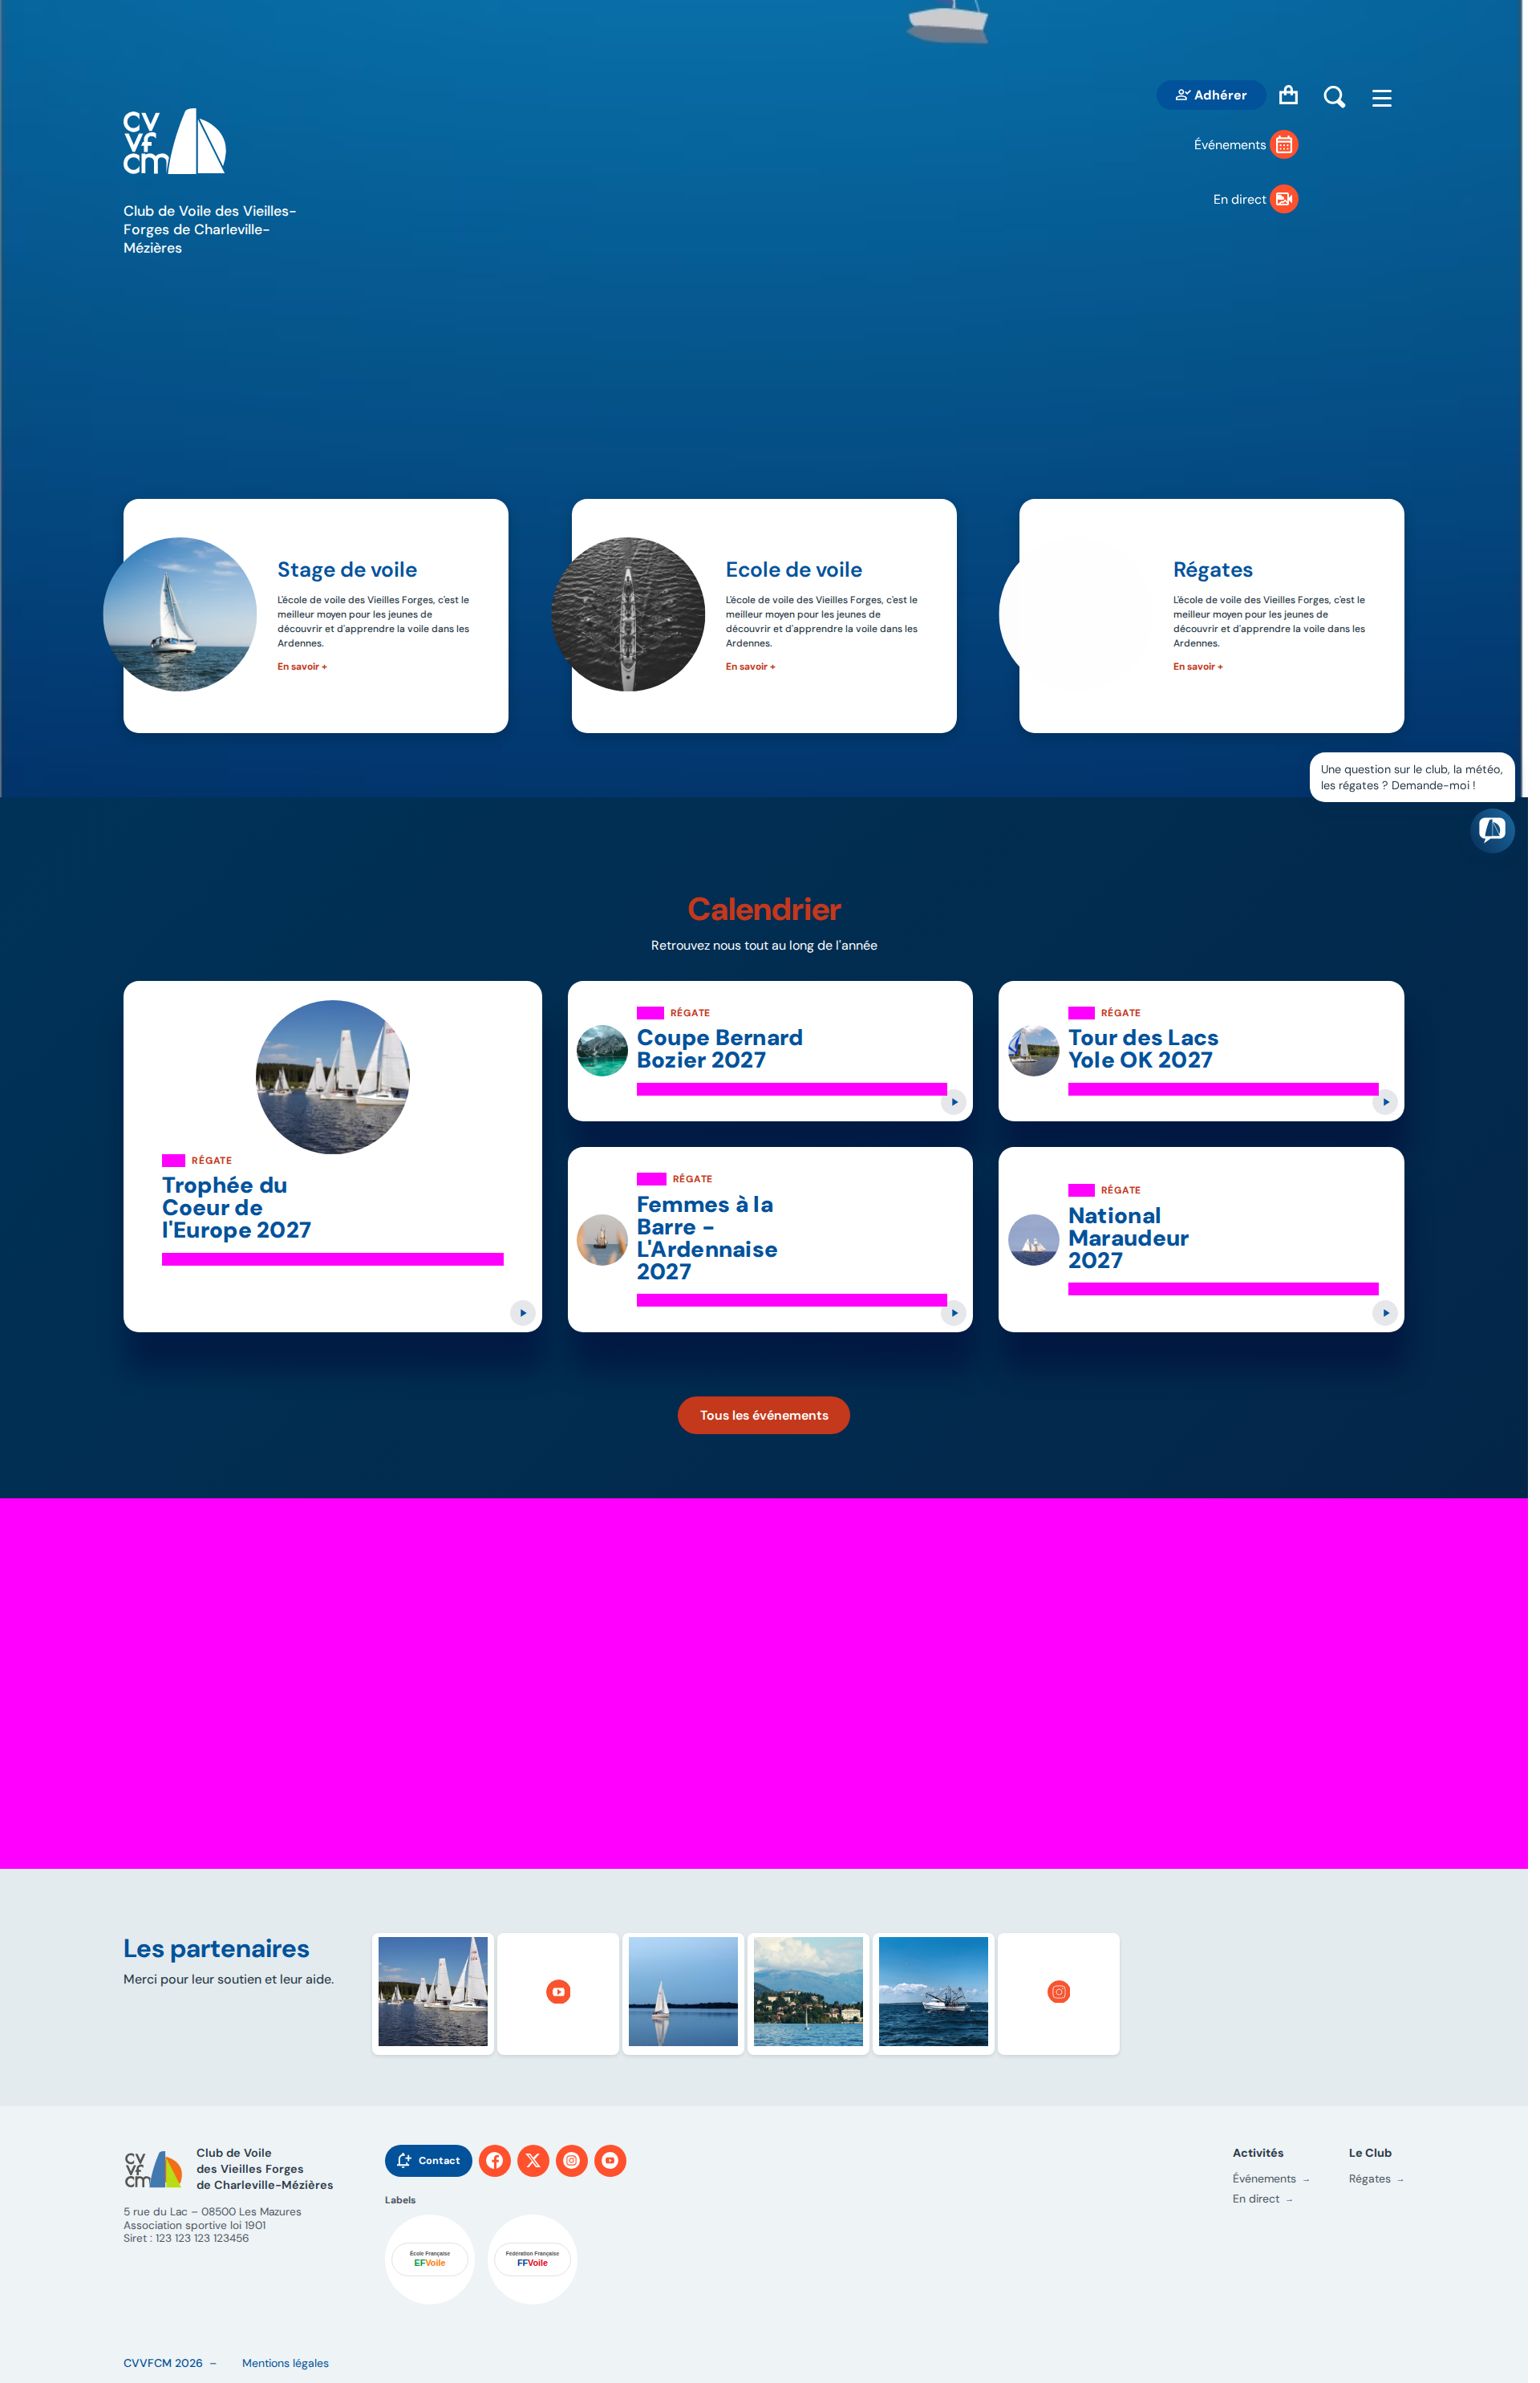 Adhérer
cv
vf
cm
Événements
En direct
Club de Voile des Vieilles-
Forges de Charleville-
Mézières
Stage de voile
L'école de voile des Vieilles Forges, c'est le
meilleur moyen pour les jeunes de
découvrir et d'apprendre la voile dans les
Ardennes.
En savoir +
Ecole de voile
L'école de voile des Vieilles Forges, c'est le
meilleur moyen pour les jeunes de
découvrir et d'apprendre la voile dans les
Ardennes.
En savoir +
Régates
L'école de voile des Vieilles Forges, c'est le
meilleur moyen pour les jeunes de
découvrir et d'apprendre la voile dans les
Ardennes.
En savoir +
Une question sur le club, la météo,
les régates ? Demande-moi !
Calendrier
Retrouvez nous tout au long de l'année
RÉGATE
Trophée du
Coeur de
l'Europe 2027
RÉGATE
Coupe Bernard
Bozier 2027
RÉGATE
Tour des Lacs
Yole OK 2027
RÉGATE
Femmes à la
Barre -
L'Ardennaise
2027
RÉGATE
National
Maraudeur
2027
Tous les événements
Les partenaires
Merci pour leur soutien et leur aide.
cv
vf
cm
Club de Voile
des Vieilles Forges
de Charleville-Mézières
5 rue du Lac – 08500 Les Mazures
Association sportive loi 1901
Siret : 123 123 123 123456
Contact
Labels
École Française
EFVoile
Fédération Française
FFVoile
Activités
Événements →
En direct →
Le Club
Régates →
CVVFCM 2026 –
Mentions légales